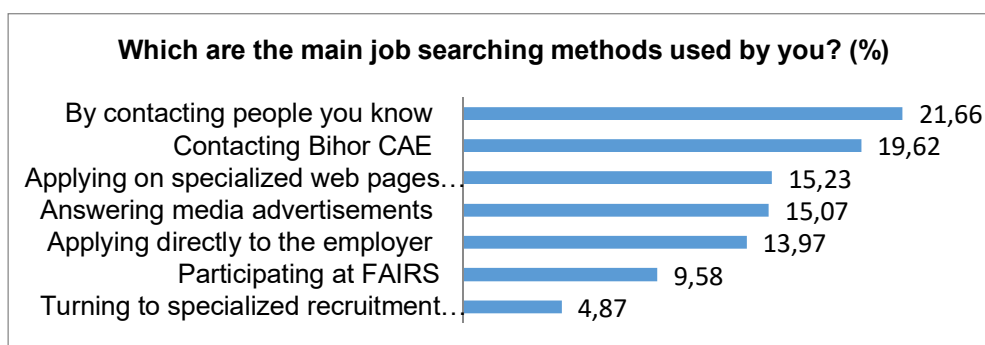 Which are the main job searching methods used by you? (%)
By contacting people you know 21,66
Contacting Bihor CAE 19,62
Applying on specialized web pages… 15,23
Answering media advertisements 15,07
Applying directly to the employer 13,97
Participating at FAIRS 9,58
Turning to specialized recruitment… 4,87